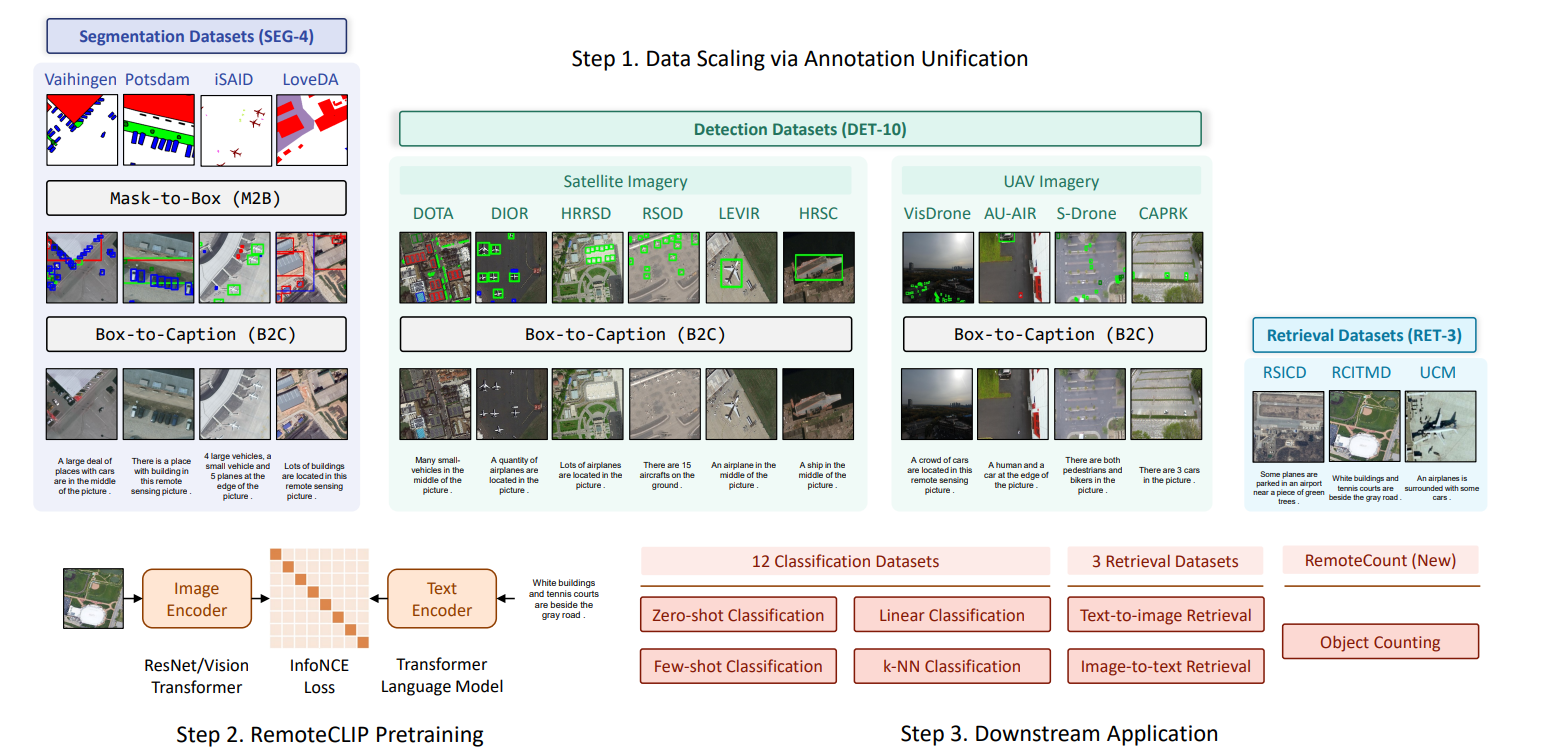 Segmentation Datasets (SEG-4)
Step 1. Data Scaling via Annotation Unification
Vaihingen Potsdam iSAID LoveDA
Mask-to-Box (M2B)
Box-to-Caption (B2C)
A large deal of
places with cars
are in the middle
of the picture .
There is a place
with building in
this remote
sensing picture .
4 large vehicles, a
small vehicle and
5 planes at the
edge of the
picture .
Lots of buildings
are located in this
remote sensing
picture .
Detection Datasets (DET-10)
Satellite Imagery
DOTA DIOR HRRSD RSOD LEVIR HRSC
Box-to-Caption (B2C)
Many small-
vehicles in the
middle of the
picture .
A quantity of
airplanes are
located in the
picture .
Lots of airplanes
are located in the
picture .
There are 15
aircrafts on the
ground .
An airplane in the
middle of the
picture .
A ship in the
middle of the
picture .
UAV Imagery
VisDrone AU-AIR S-Drone CAPRK
Box-to-Caption (B2C)
A crowd of cars
are located in this
remote sensing
picture .
A human and a
car at the edge of
the picture .
There are both
pedestrians and
bikers in the
picture .
There are 3 cars
in the picture .
Retrieval Datasets (RET-3)
RSICD RCITMD UCM
Some planes are
parked in an airport
near a piece of green
trees .
White buildings and
tennis courts are
beside the gray road .
An airplanes is
surrounded with some
cars .
Image
Encoder
Text
Encoder
White buildings
and tennis courts
are beside the
gray road .
ResNet/Vision
Transformer
InfoNCE
Loss
Transformer
Language Model
Step 2. RemoteCLIP Pretraining
12 Classification Datasets
3 Retrieval Datasets
RemoteCount (New)
Zero-shot Classification
Linear Classification
Text-to-image Retrieval
Object Counting
Few-shot Classification
k-NN Classification
Image-to-text Retrieval
Step 3. Downstream Application